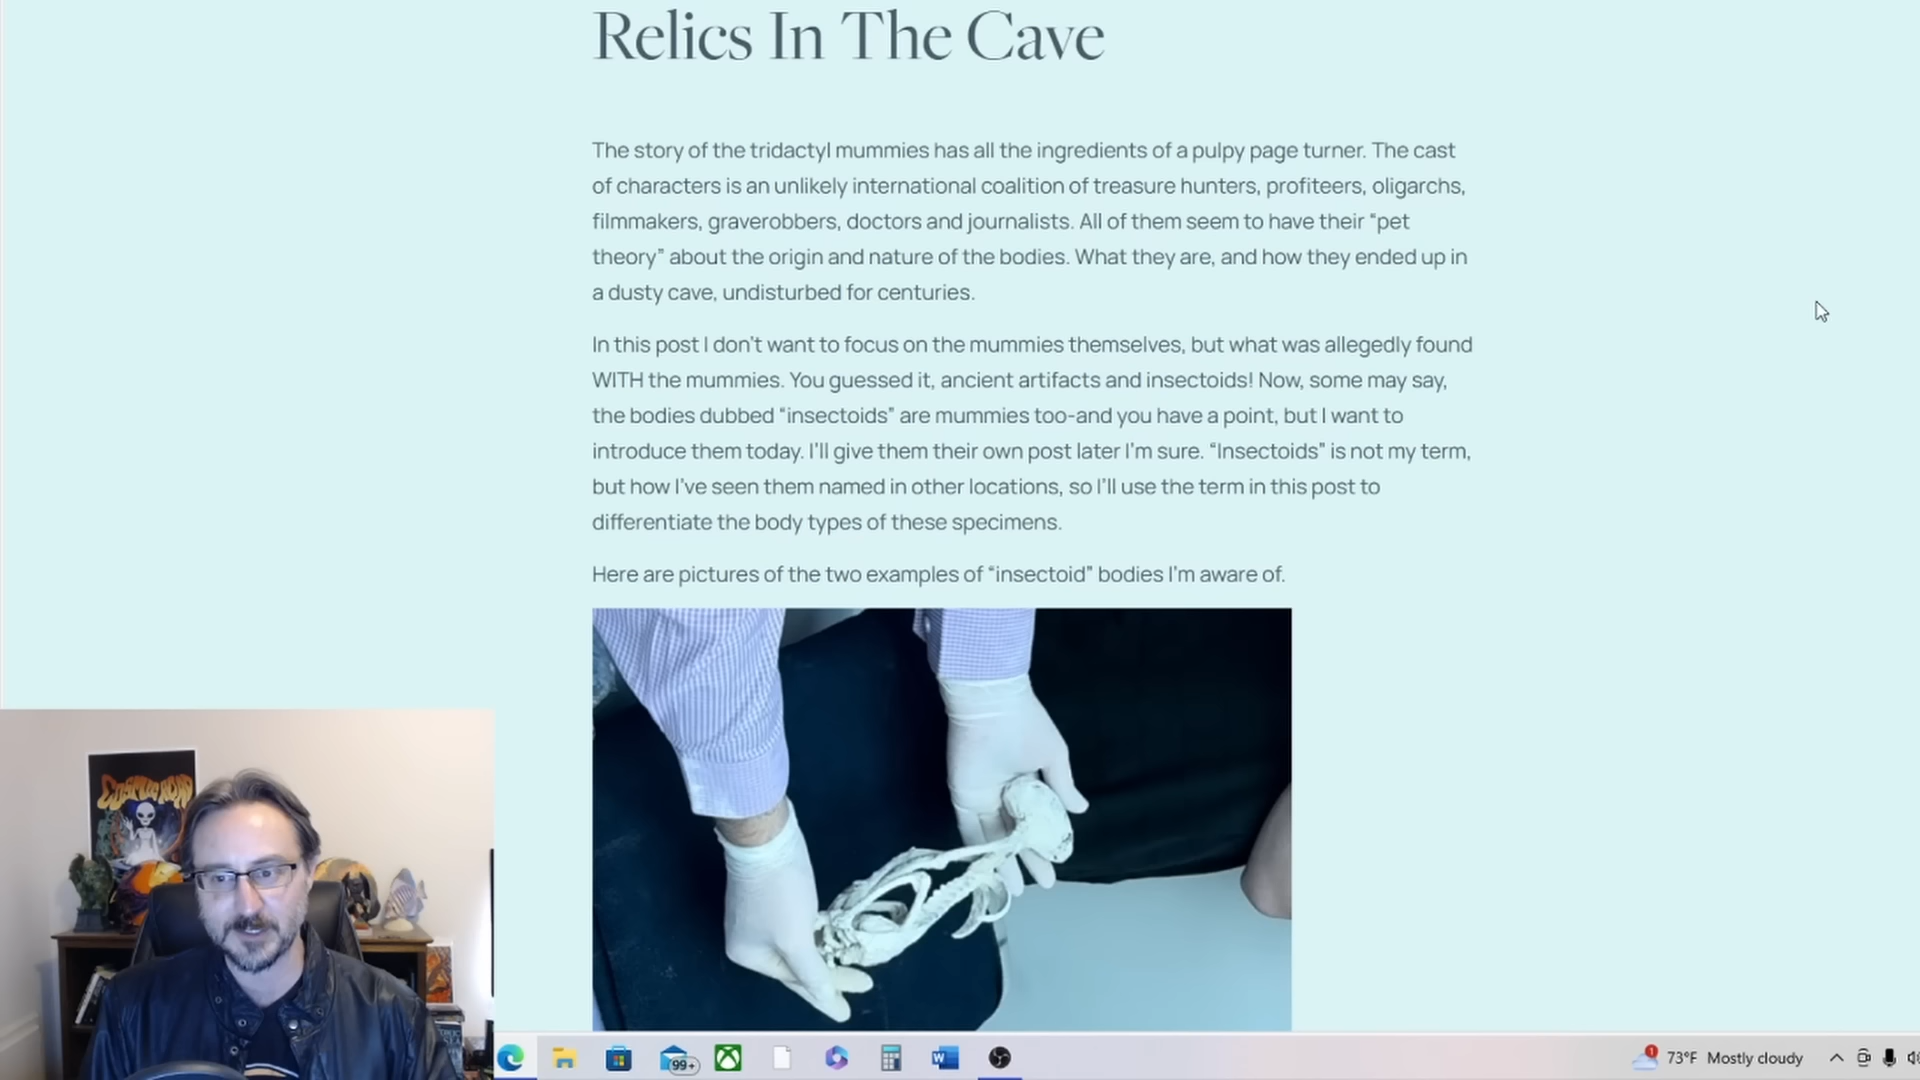 Relics In The Cave
The story of the tridactyl mummies has all the ingredients of a pulpy page turner. The cast
of characters is an unlikely international coalition of treasure hunters, profiteers, oligarchs,
filmmakers, graverobbers, doctors and journalists. All of them seem to have their “pet
theory” about the origin and nature of the bodies. What they are, and how they ended up in
a dusty cave, undisturbed for centuries.
In this post I don’t want to focus on the mummies themselves, but what was allegedly found
WITH the mummies. You guessed it, ancient artifacts and insectoids! Now, some may say,
the bodies dubbed “insectoids” are mummies too-and you have a point, but I want to
introduce them today. I’ll give them their own post later I’m sure. “Insectoids” is not my term,
but how I’ve seen them named in other locations, so I’ll use the term in this post to
differentiate the body types of these specimens.
Here are pictures of the two examples of “insectoid” bodies I’m aware of.
99+
W
1
73°F Mostly cloudy